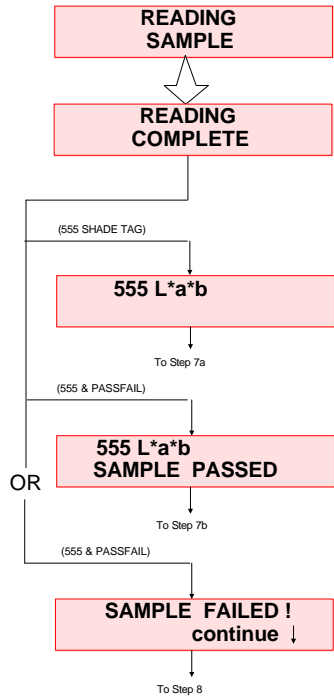 READING
SAMPLE
READING
COMPLETE
(555 SHADE TAG)
555 L*a*b
To Step 7a
(555 & PASSFAIL)
555 L*a*b
SAMPLE PASSED
OR
To Step 7b
(555 & PASSFAIL)
SAMPLE FAILED !
continue ↓
To Step 8